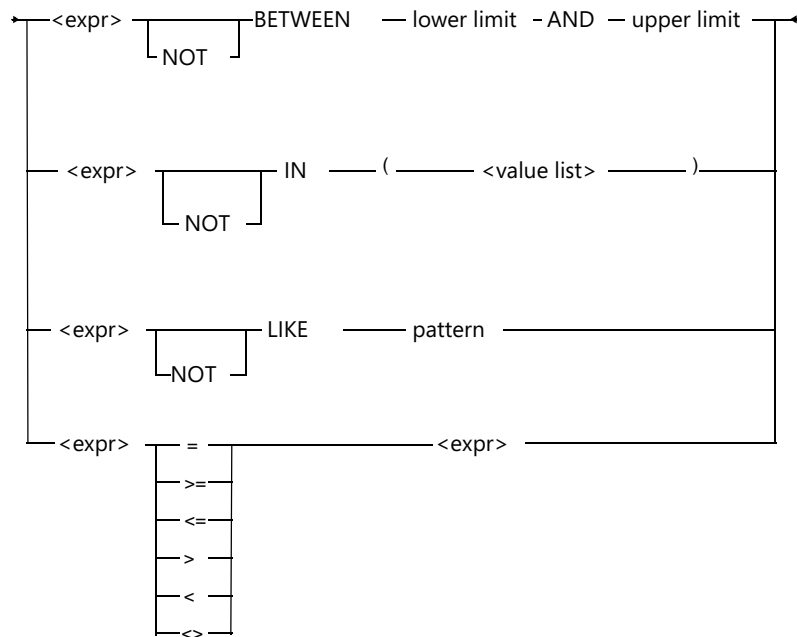 <expr> BETWEEN lower limit AND upper limit
NOT
<expr> IN ( <value list> )
NOT
<expr> LIKE pattern
NOT
<expr> = <expr>
>=
<=
>
<
<>